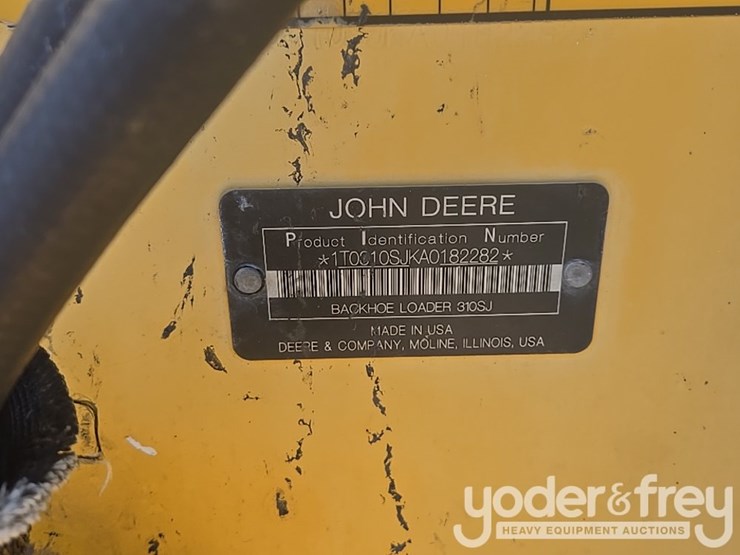 JOHN DEERE
Product Identification Number
*1T0310SJKA0182282*
BACKHOE LOADER 310SJ
MADE IN USA
DEERE & COMPANY, MOLINE, ILLINOIS, USA
yoder&frey
HEAVY EQUIPMENT AUCTIONS